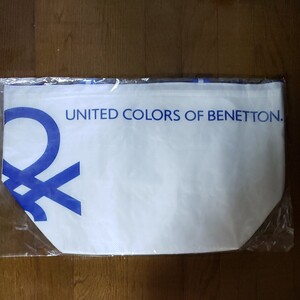 UNITED COLORS OF BENETTON.